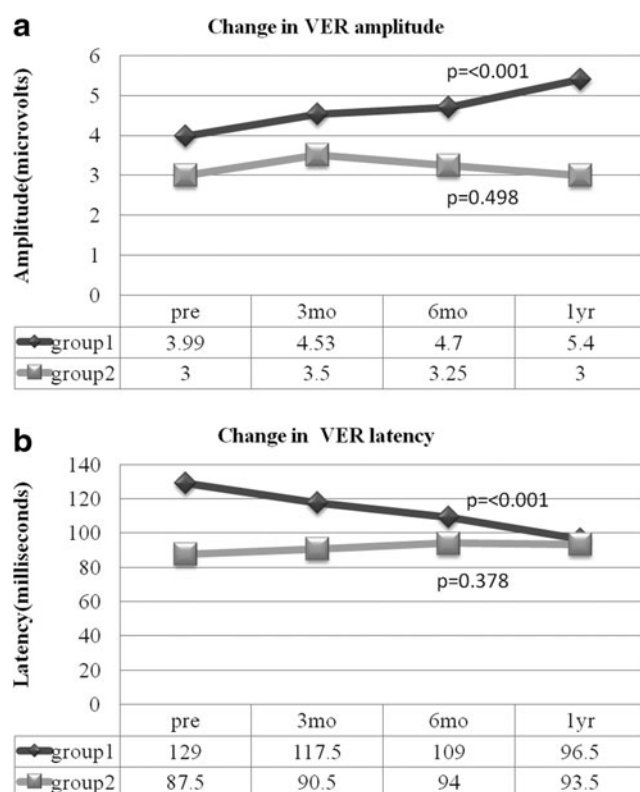 a
Change in VER amplitude
Amplitude(microvolts)
6
5
4
3
2
1
0
p=<0.001
p=0.498
pre 3mo 6mo 1yr
group1 3.99 4.53 4.7 5.4
group2 3 3.5 3.25 3
b
Change in VER latency
Latency(milliseconds)
140
120
100
80
60
40
20
0
p=<0.001
p=0.378
pre 3mo 6mo 1yr
group1 129 117.5 109 96.5
group2 87.5 90.5 94 93.5